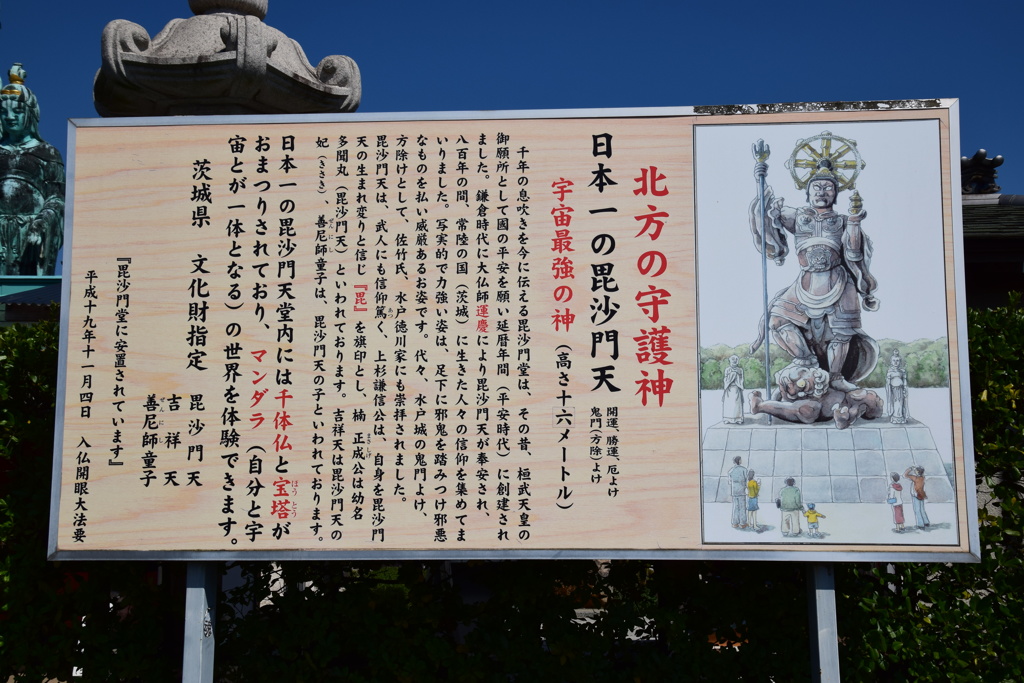 北方の守護神
日本一の毘沙門天
開運、勝運、厄よけ
鬼門(方除)よけ
宇宙最強の神(高さ十六メートル)
千年の息吹きを今に伝える毘沙門堂は、その昔、桓武天皇の
御願所として國の平安を願い延暦年間(平安時代)に創建され
ました。鎌倉時代に大仏師運慶により毘沙門天が奉安され、
八百年の間、常陸の国(茨城)に生きた人々の信仰を集めてま
いりました。写実的で力強い姿は、足下に邪鬼を踏みつけ邪悪
なものを払い威厳あるお姿です。代々、水戸城の鬼門よけ、
方除けとして、佐竹氏、水戸徳川家にも崇拝されました。
毘沙門天は、武人にも信仰篤く、上杉謙信公は、自身を毘沙門
天の生まれ変りと信じ『毘』を旗印とし、楠正成公は幼名
多聞丸(毘沙門天)といわれております。吉祥天は毘沙門天の
妃(きさき)、善尼師童子は、毘沙門天の子といわれております。
日本一の毘沙門天堂内には千体仏と宝塔が
おまつりされており、マンダラ(自分と宇
宙とが一体となる)の世界を体験できます。
茨城県 文化財指定
毘沙門天
吉祥天
善尼師童子
『毘沙門堂に安置されています』
平成十九年十一月四日 入仏開眼大法要